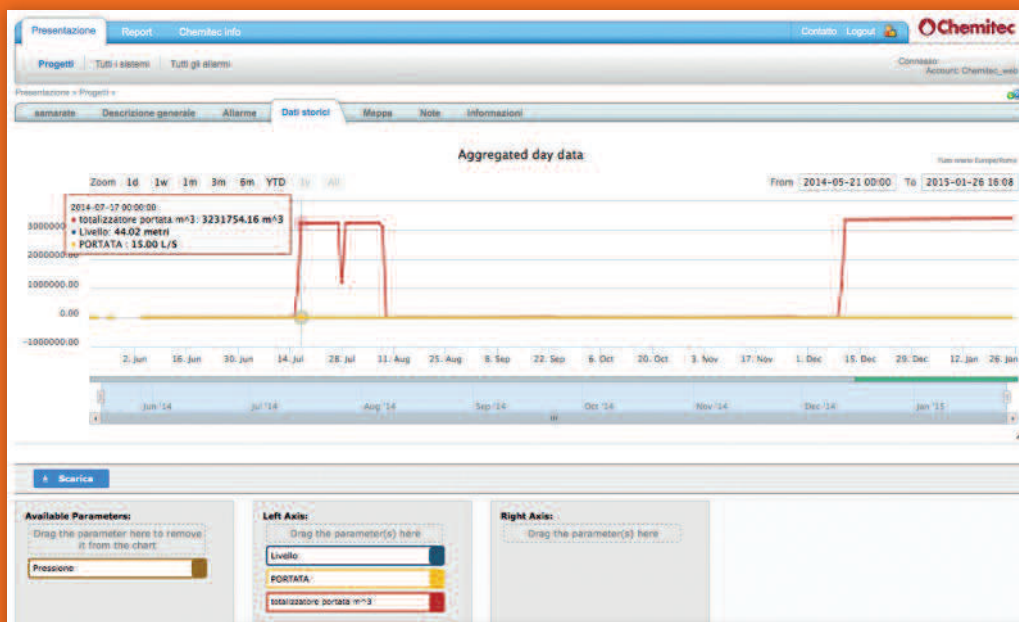 Presentazione Report Chemitec info Contatto Logout Chemitec
Progetti Tutti i sistemi Tutti gli allarmi
Connesso:
Account: Chemitec_web
Presentazione » Progetti »
samarate Descrizione generale Allarme Dati storici Mappa Note Informazioni
Aggregated day data
Fuso orario Europe/Rome
Zoom 1d 1w 1m 3m 6m YTD 1y All From 2014-05-21 00:00 To 2015-01-26 16:08
2014-07-17 00:00:00
totalizzatore portata m^3: 3231754.16 m^3
Livello: 44.02 metri
PORTATA : 15.00 L/S
3000000.00
2000000.00
1000000.00
0.00
-1000000.00
2. Jun 16. Jun 30. Jun 14. Jul 28. Jul 11. Aug 25. Aug 8. Sep 22. Sep 6. Oct 20. Oct 3. Nov 17. Nov 1. Dec 15. Dec 29. Dec 12. Jan 26. Jan
Jun '14 Jul '14 Aug '14 Sep '14 Oct '14 Nov '14 Dec '14 Jan '15
Scarica
Available Parameters:
Drag the parameter here to remove
it from the chart
Pressione
Left Axis:
Drag the parameter(s) here
Livello
PORTATA
totalizzatore portata m^3
Right Axis:
Drag the parameter(s) here